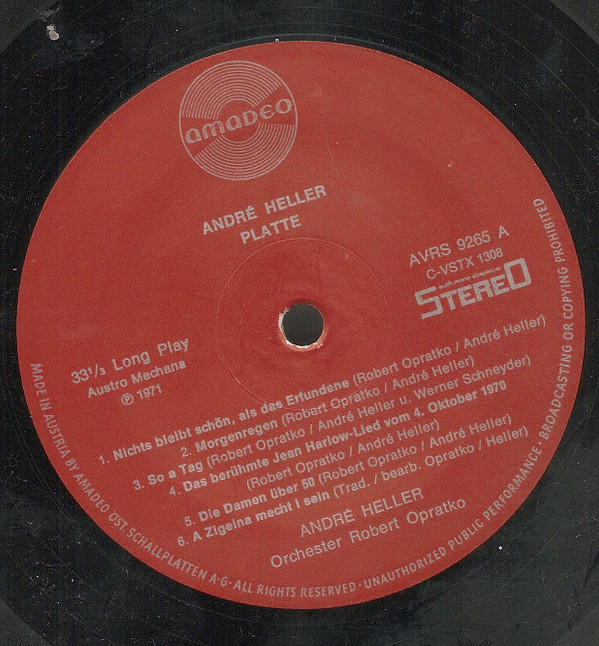 amadeo
ANDRÉ HELLER
PLATTE
AVRS 9265 A
C-VSTX 1308
STEREO
33⅓ Long Play
Austro Mechana
℗ 1971
1. Nichts bleibt schön, als das Erfundene (Robert Opratko / André Heller)
2. Morgenregen (Robert Opratko / André Heller)
3. So a Tag (Robert Opratko / André Heller u. Werner Schneyder)
4. Das berühmte Jean Harlow-Lied vom 4. Oktober 1970
(Robert Opratko / André Heller)
5. Die Damen über 50 (Robert Opratko / André Heller)
6. A Zigeina mecht i sein (Trad. / bearb. Opratko / Heller)
ANDRÉ HELLER
Orchester Robert Opratko
MADE IN AUSTRIA BY AMADEO ÖST. SCHALLPLATTEN A·G · ALL RIGHTS RESERVED · UNAUTHORIZED PUBLIC PERFORMANCE · BROADCASTING OR COPYING PROHIBITED